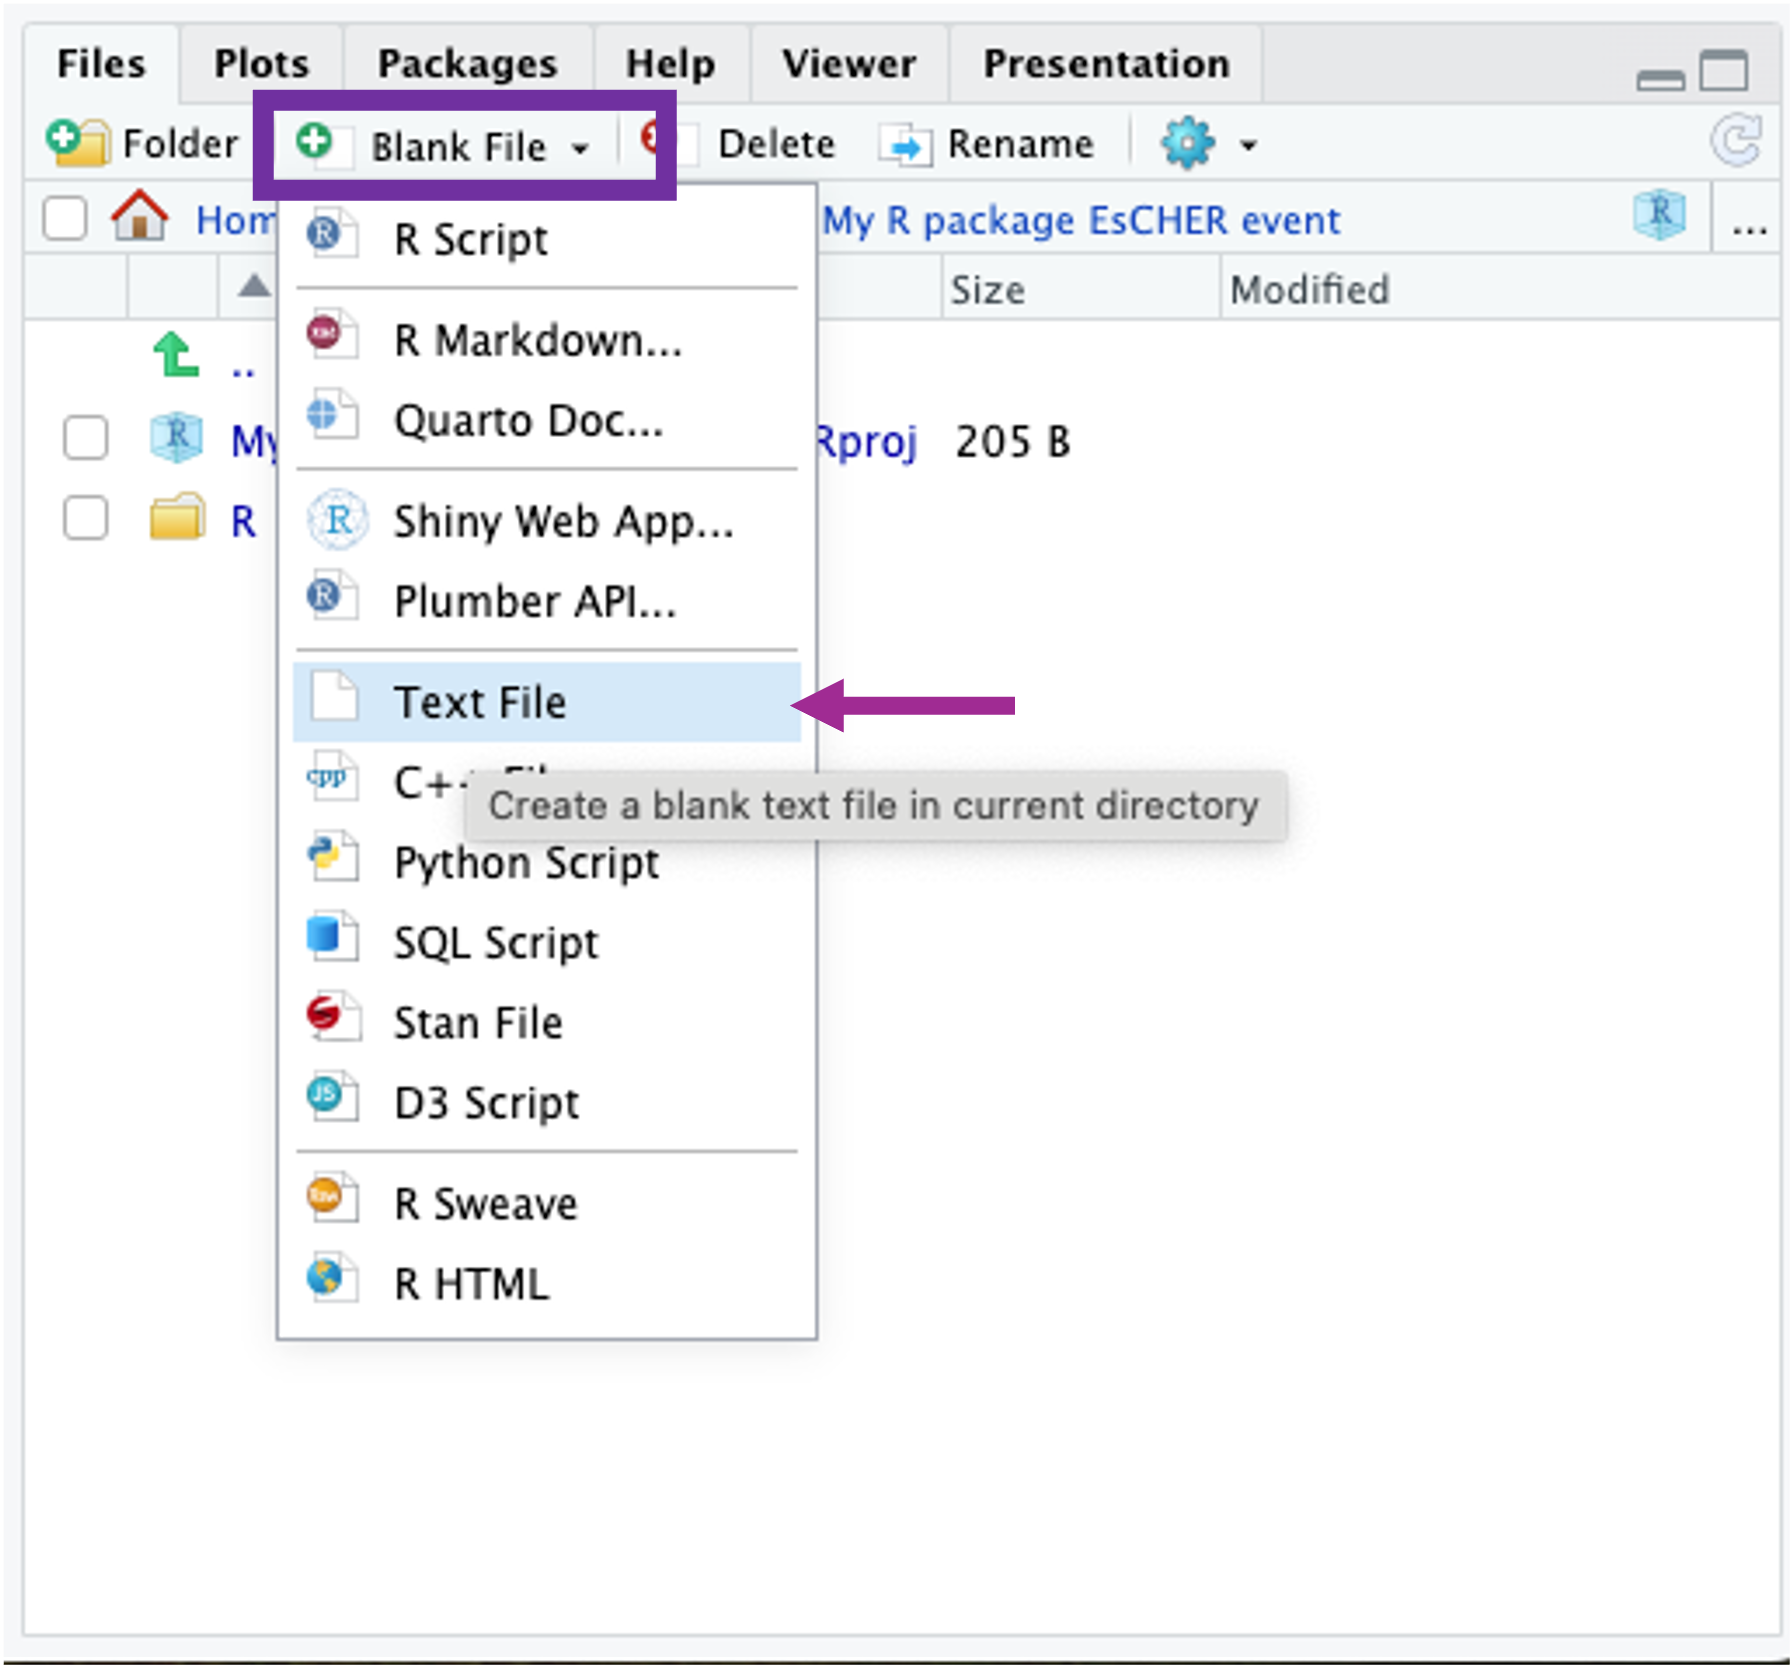 Files Plots Packages Help Viewer Presentation
Folder Blank File Delete Rename
My R package EsCHER event ...
Size Modified
R Script
R Markdown...
..
Quarto Doc...
My Rproj 205 B
R Shiny Web App...
Plumber API...
Text File
Create a blank text file in current directory
Python Script
SQL Script
Stan File
D3 Script
R Sweave
R HTML